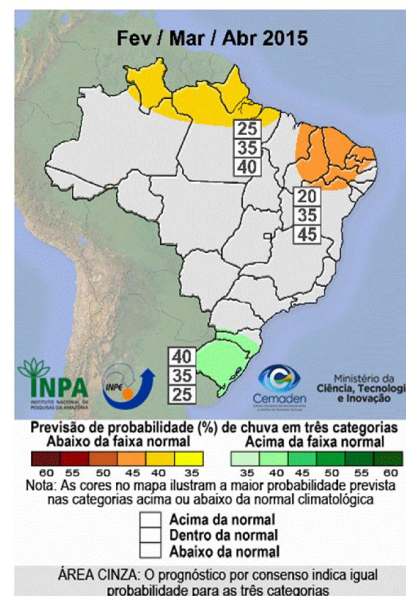 Fev / Mar / Abr 2015
25
35
40
20
35
45
40
35
25
INPA
INSTITUTO NACIONAL DE
PESQUISAS DA AMAZÔNIA
INPE
Cemaden
Ministério da
Ciência, Tecnologia
e Inovação
Previsão de probabilidade (%) de chuva em três categorias
Abaixo da faixa normal Acima da faixa normal
60 55 50 45 40 35 35 40 45 50 55 60
Nota: As cores no mapa ilustram a maior probabilidade prevista
nas categorias acima ou abaixo da normal climatológica
Acima da normal
Dentro da normal
Abaixo da normal
ÁREA CINZA: O prognóstico por consenso indica igual
probabilidade para as três categorias